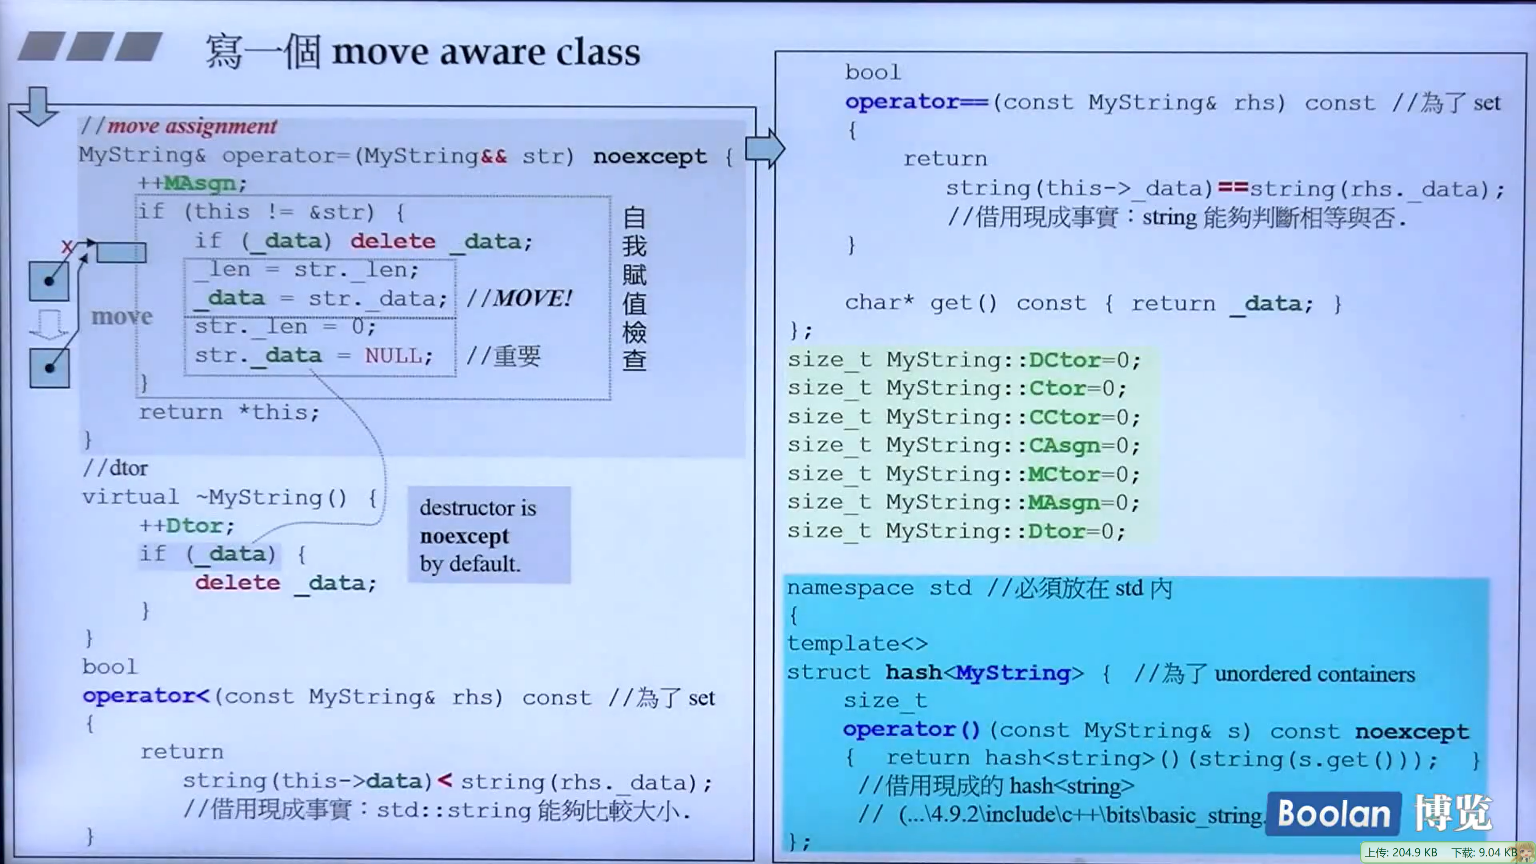 寫一個 move aware class
//move assignment
MyString& operator=(MyString&& str) noexcept {
++MAsgn;
if (this != &str) {
if (_data) delete _data;
_len = str._len;
_data = str._data; //MOVE!
str._len = 0;
str._data = NULL; //重要
}
return *this;
}
自我賦值檢查
x
move
//dtor
virtual ~MyString() {
++Dtor;
if (_data) {
delete _data;
}
}
destructor is
noexcept
by default.
bool
operator<(const MyString& rhs) const //為了 set
{
return
string(this->data)< string(rhs._data);
//借用現成事實：std::string 能夠比較大小.
}
bool
operator==(const MyString& rhs) const //為了 set
{
return
string(this->_data)==string(rhs._data);
//借用現成事實：string 能夠判斷相等與否.
}
char* get() const { return _data; }
};
size_t MyString::DCtor=0;
size_t MyString::Ctor=0;
size_t MyString::CCtor=0;
size_t MyString::CAsgn=0;
size_t MyString::MCtor=0;
size_t MyString::MAsgn=0;
size_t MyString::Dtor=0;
namespace std //必須放在 std 內
{
template<>
struct hash<MyString> { //為了 unordered containers
size_t
operator()(const MyString& s) const noexcept
{ return hash<string>()(string(s.get())); }
//借用現成的 hash<string>
// (...\4.9.2\include\c++\bits\basic_string.
};
Boolan 博览
上传: 204.9 KB 下载: 9.04 KB